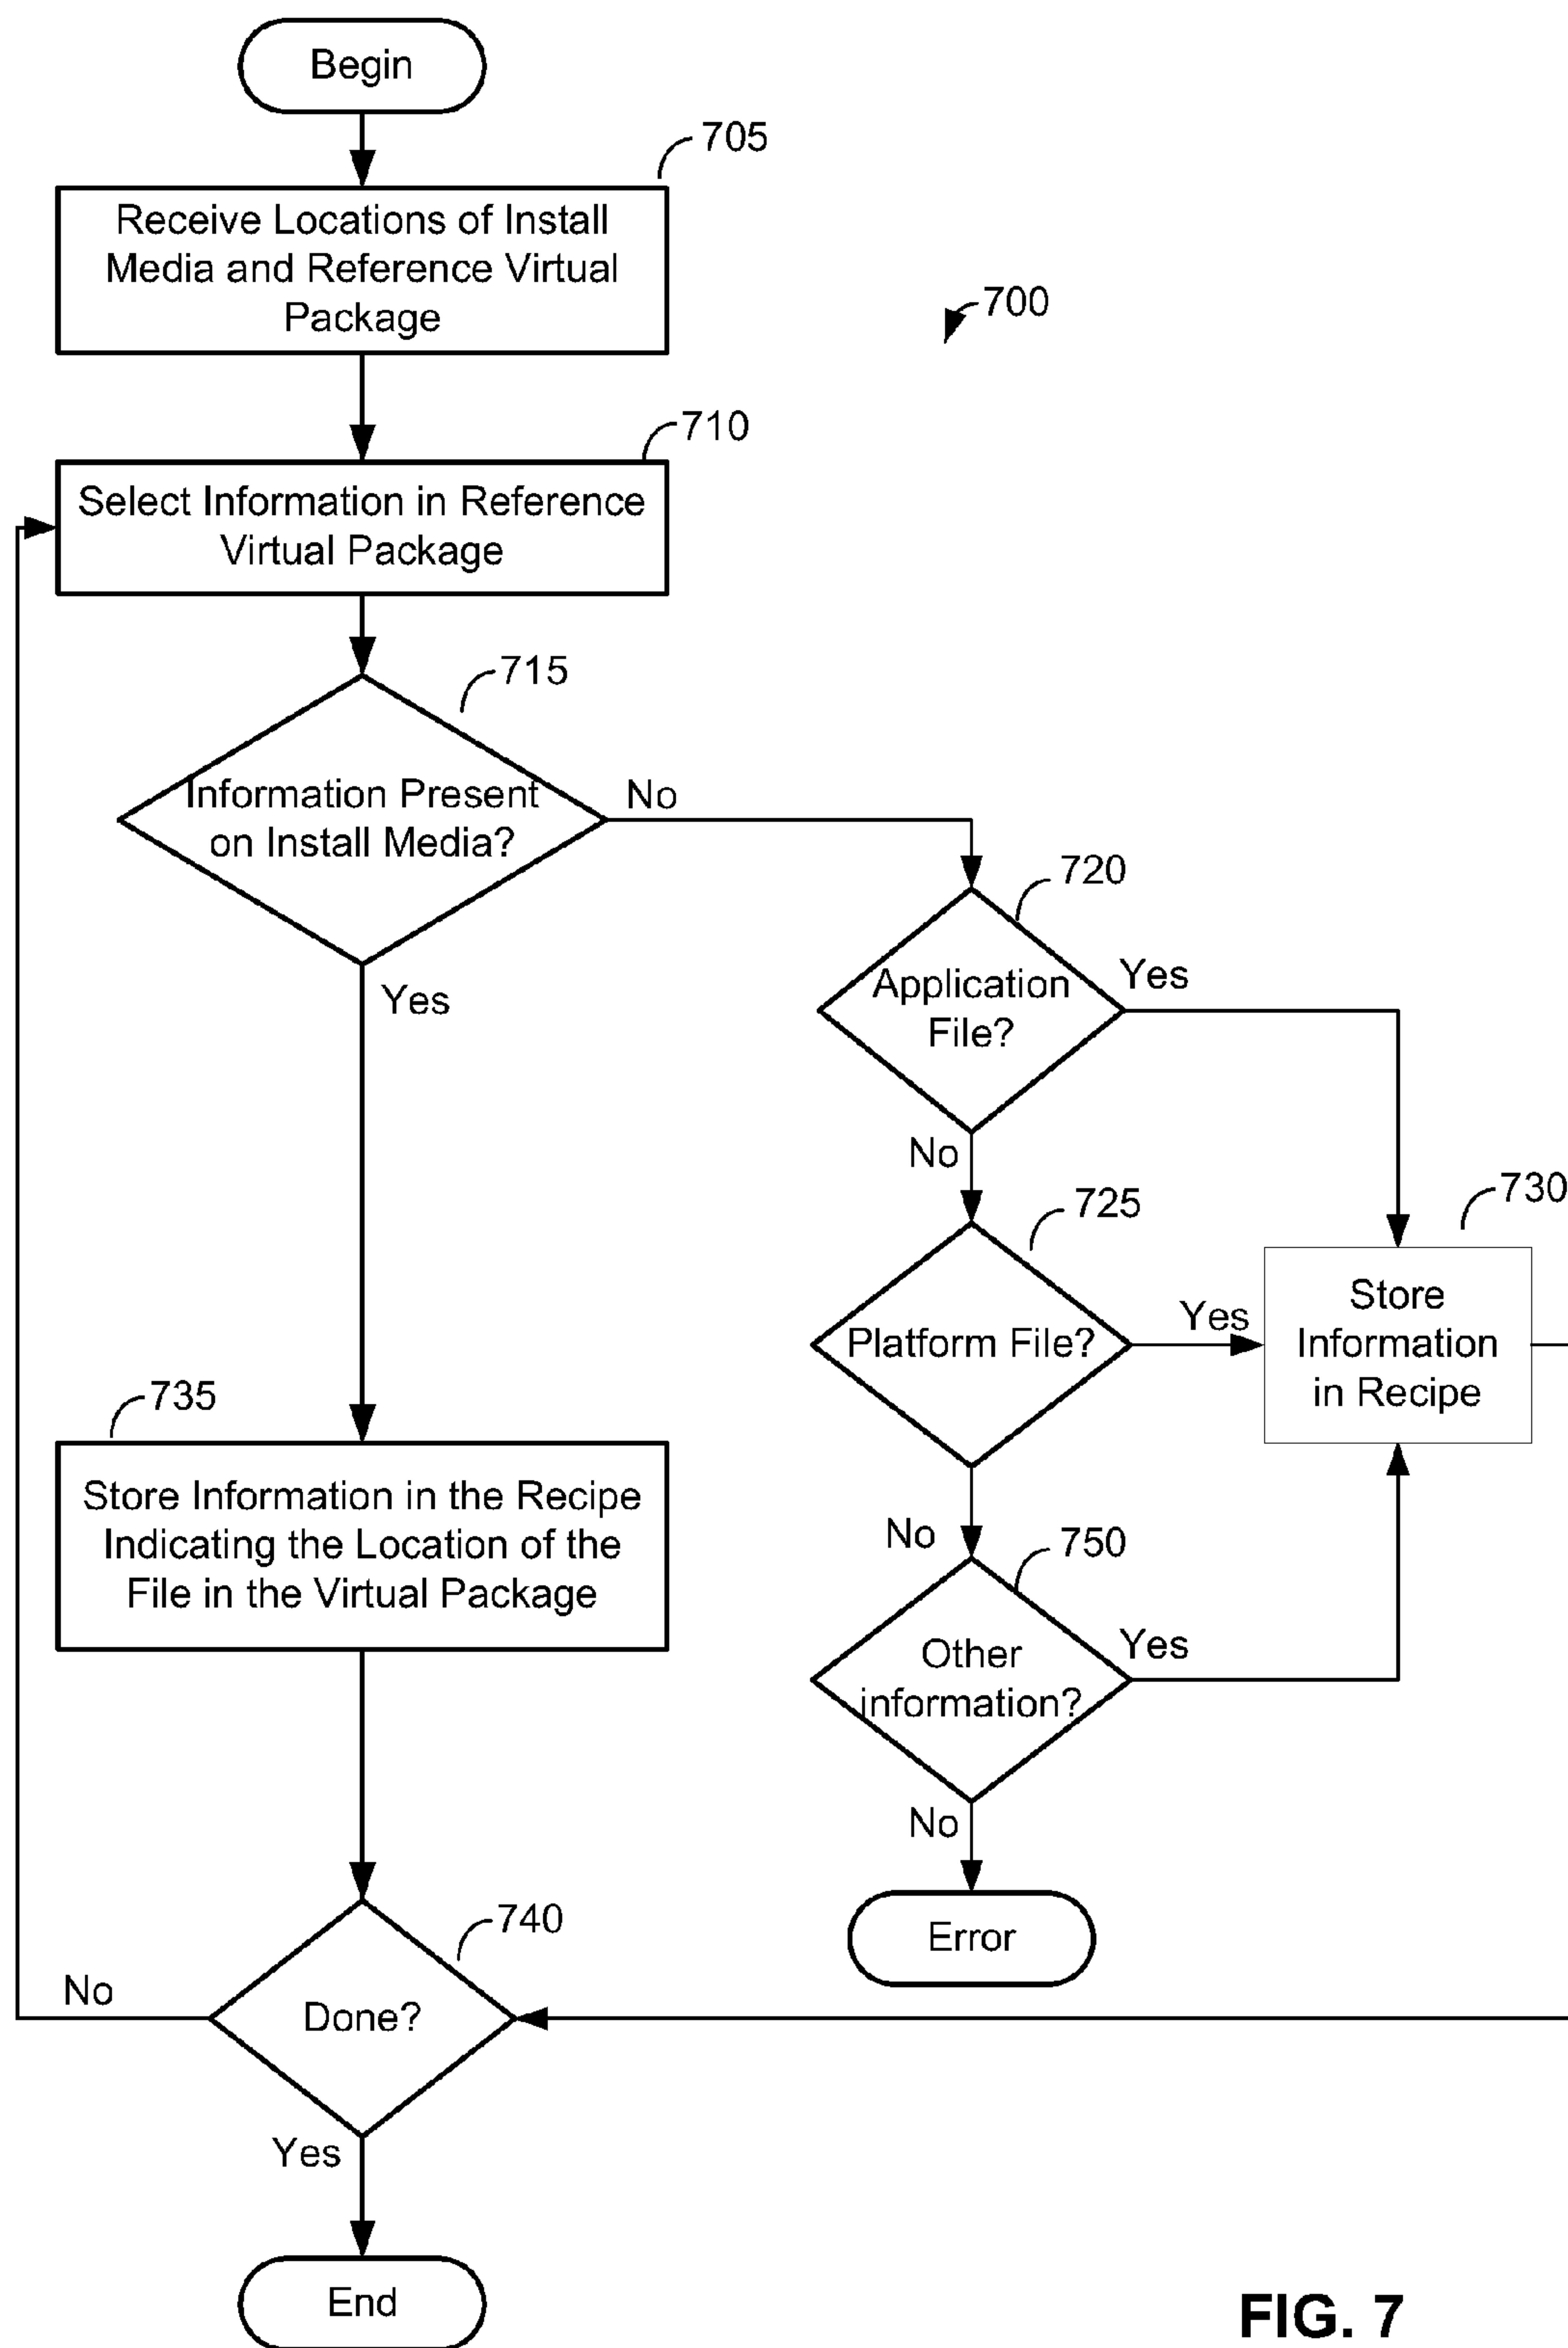 Begin
705
Receive Locations of Install
Media and Reference Virtual
Package
700
710
Select Information in Reference
Virtual Package
715
Information Present
on Install Media?
No
720
Application
File?
Yes
Yes
No
725
730
Platform File?
Yes
Store
Information
in Recipe
735
Store Information in the Recipe
Indicating the Location of the
File in the Virtual Package
No
750
Other
information?
Yes
No
740
Error
No
Done?
Yes
End
FIG. 7